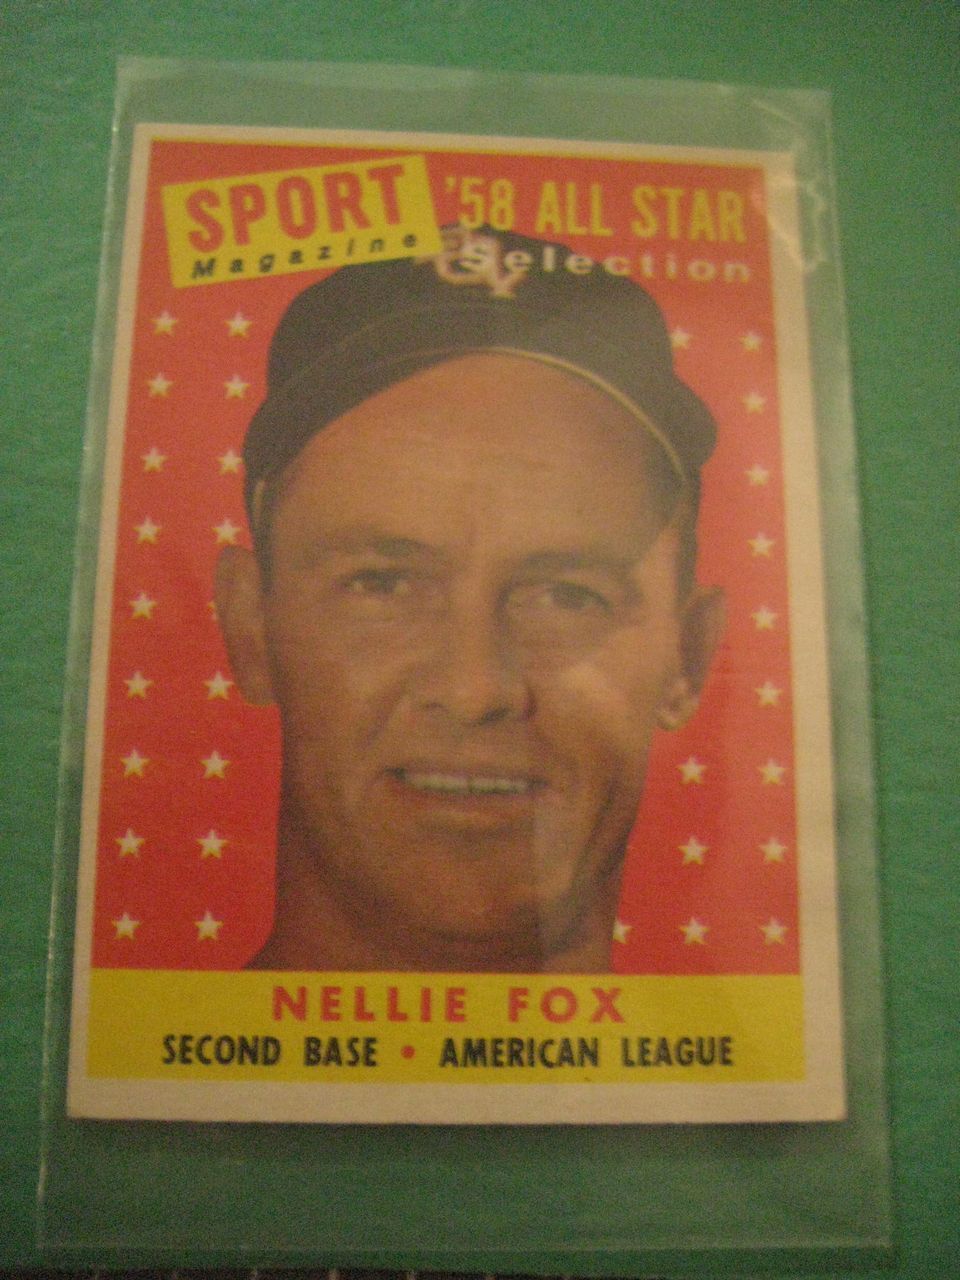 SPORT
Magazine
'58 ALL STAR
Selection
NELLIE FOX
SECOND BASE • AMERICAN LEAGUE